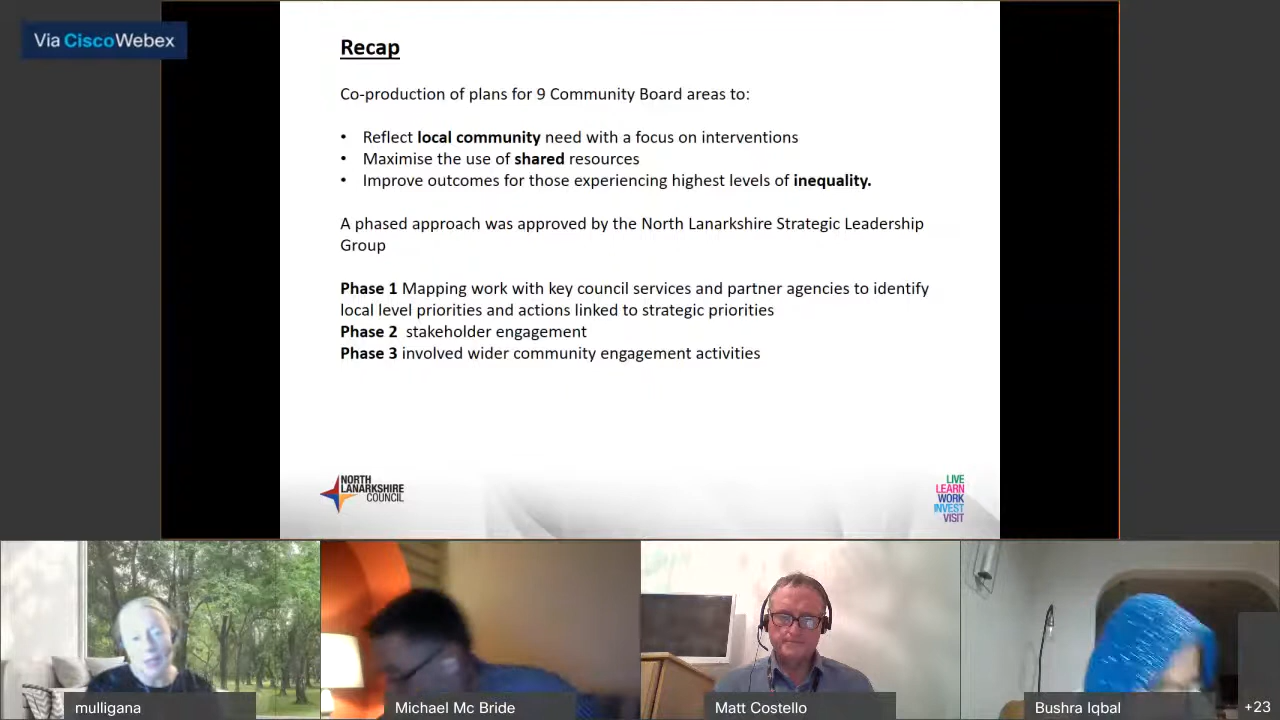 Via CiscoWebex
Recap
Co-production of plans for 9 Community Board areas to:
• Reflect local community need with a focus on interventions
• Maximise the use of shared resources
• Improve outcomes for those experiencing highest levels of inequality.
A phased approach was approved by the North Lanarkshire Strategic Leadership
Group
Phase 1 Mapping work with key council services and partner agencies to identify
local level priorities and actions linked to strategic priorities
Phase 2  stakeholder engagement
Phase 3 involved wider community engagement activities
NORTH
LANARKSHIRE
COUNCIL
LIVE
LEARN
WORK
INVEST
VISIT
mulligana
Michael Mc Bride
Matt Costello
Bushra Iqbal
+23